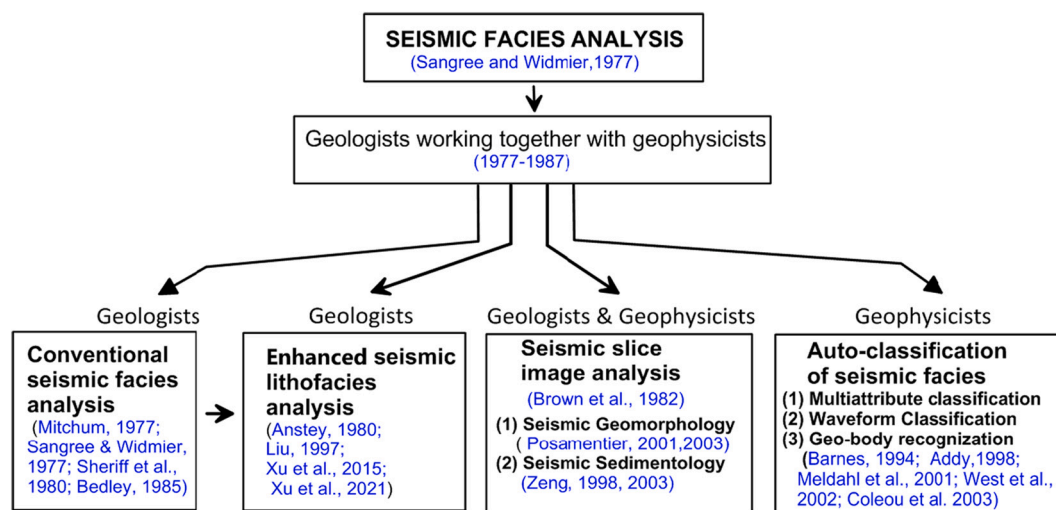 SEISMIC FACIES ANALYSIS
(Sangree and Widmier,1977)
Geologists working together with geophysicists
(1977-1987)
Geologists
Conventional
seismic facies
analysis
(Mitchum, 1977;
Sangree & Widmier,
1977; Sheriff et al.,
1980; Bedley, 1985)
Geologists
Enhanced seismic
lithofacies
analysis
(Anstey, 1980;
Liu, 1997;
Xu et al., 2015;
Xu et al., 2021)
Geologists & Geophysicists
Seismic slice
image analysis
(Brown et al., 1982)
(1) Seismic Geomorphology
( Posamentier, 2001,2003)
(2) Seismic Sedimentology
(Zeng, 1998, 2003)
Geophysicists
Auto-classification
of seismic facies
(1) Multiattribute classification
(2) Waveform Classification
(3) Geo-body recognization
(Barnes, 1994; Addy,1998;
Meldahl et al., 2001; West et al.,
2002; Coleou et al. 2003)